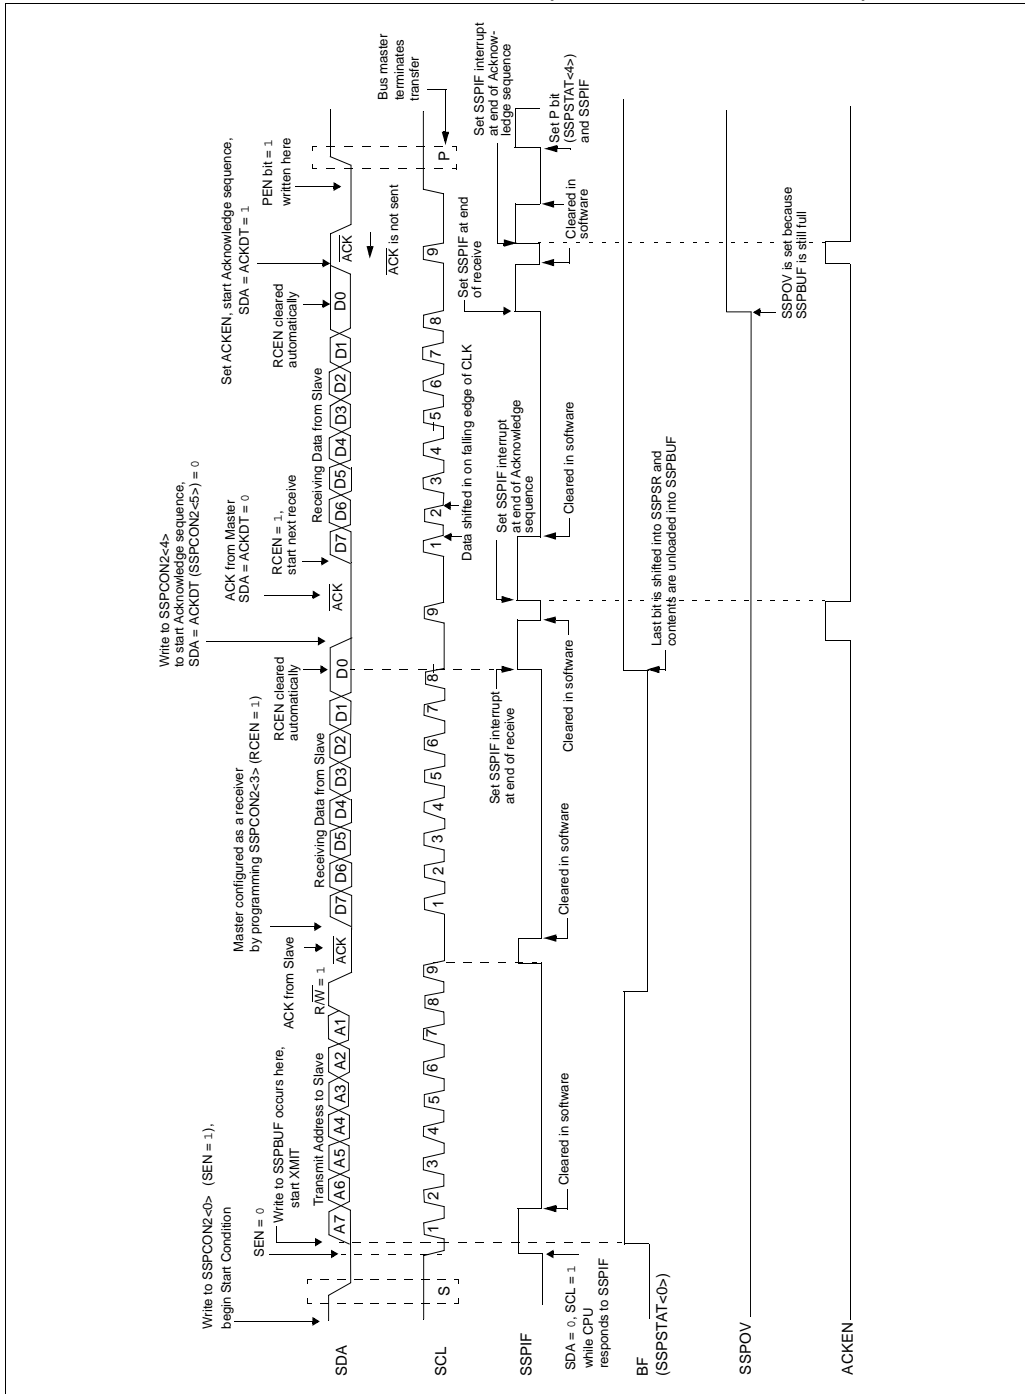 Write to SSPCON2<0> (SEN = 1),
begin Start Condition
SEN = 0
Write to SSPBUF occurs here,
start XMIT
Transmit Address to Slave
R/W = 1
ACK from Slave
Master configured as a receiver
by programming SSPCON2<3> (RCEN = 1)
Receiving Data from Slave
RCEN cleared
automatically
Write to SSPCON2<4>
to start Acknowledge sequence,
SDA = ACKDT (SSPCON2<5>) = 0
ACK from Master
SDA = ACKDT = 0
RCEN = 1,
start next receive
Receiving Data from Slave
RCEN cleared
automatically
Set ACKEN, start Acknowledge sequence,
SDA = ACKDT = 1
PEN bit = 1
written here
Bus master
terminates
transfer
SDA
A7 A6 A5 A4 A3 A2 A1
ACK
D7 D6 D5 D4 D3 D2 D1 D0
ACK
D7 D6 D5 D4 D3 D2 D1 D0
ACK
ACK is not sent
SCL
S
1 2 3 4 5 6 7 8 9
1 2 3 4 5 6 7 8 9
1 2 3 4 5 6 7 8 9
P
Data shifted in on falling edge of CLK
SSPIF
SDA = 0, SCL = 1
while CPU
responds to SSPIF
Cleared in software
Cleared in software
Set SSPIF interrupt
at end of receive
Cleared in software
Set SSPIF interrupt
at end of Acknowledge
sequence
Cleared in software
Set SSPIF at end
of receive
Cleared in
software
Set SSPIF interrupt
at end of Acknow-
ledge sequence
Set P bit
(SSPSTAT<4>)
and SSPIF
BF
(SSPSTAT<0>)
Last bit is shifted into SSPSR and
contents are unloaded into SSPBUF
SSPOV
SSPOV is set because
SSPBUF is still full
ACKEN